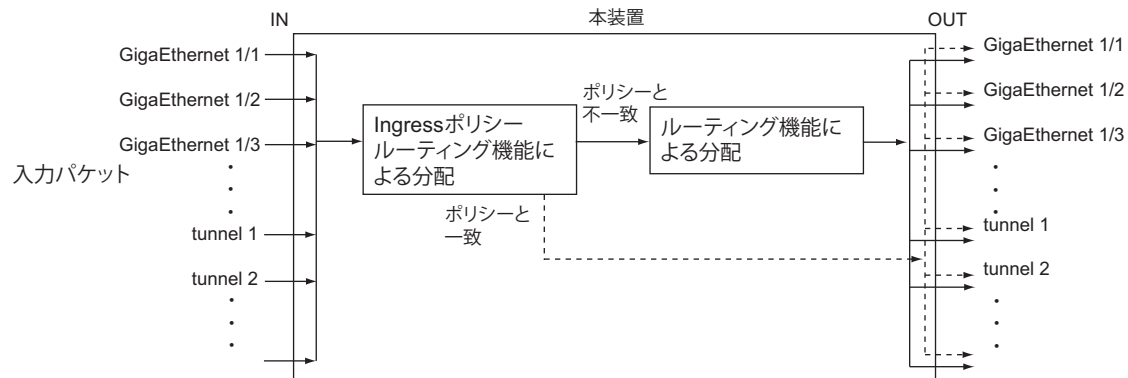 IN
本装置
OUT
GigaEthernet 1/1
GigaEthernet 1/2
GigaEthernet 1/3
入力パケット
tunnel 1
tunnel 2
Ingressポリシー
ルーティング機能に
よる分配
ポリシーと
不一致
ルーティング機能に
よる分配
ポリシーと
一致
GigaEthernet 1/1
GigaEthernet 1/2
GigaEthernet 1/3
tunnel 1
tunnel 2